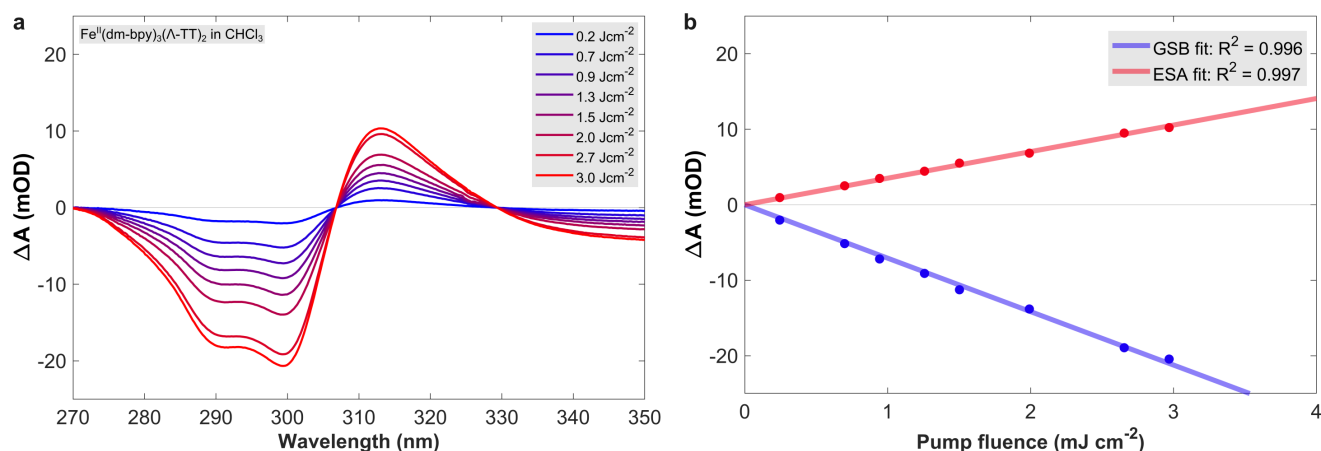 a
Fe^II(dm-bpy)₃(Λ-TT)₂ in CHCl₃
0.2 Jcm⁻²
0.7 Jcm⁻²
0.9 Jcm⁻²
1.3 Jcm⁻²
1.5 Jcm⁻²
2.0 Jcm⁻²
2.7 Jcm⁻²
3.0 Jcm⁻²
20
10
0
-10
-20
ΔA (mOD)
270 280 290 300 310 320 330 340 350
Wavelength (nm)
b
GSB fit: R² = 0.996
ESA fit: R² = 0.997
20
10
0
-10
-20
ΔA (mOD)
0 1 2 3 4
Pump fluence (mJ cm⁻²)